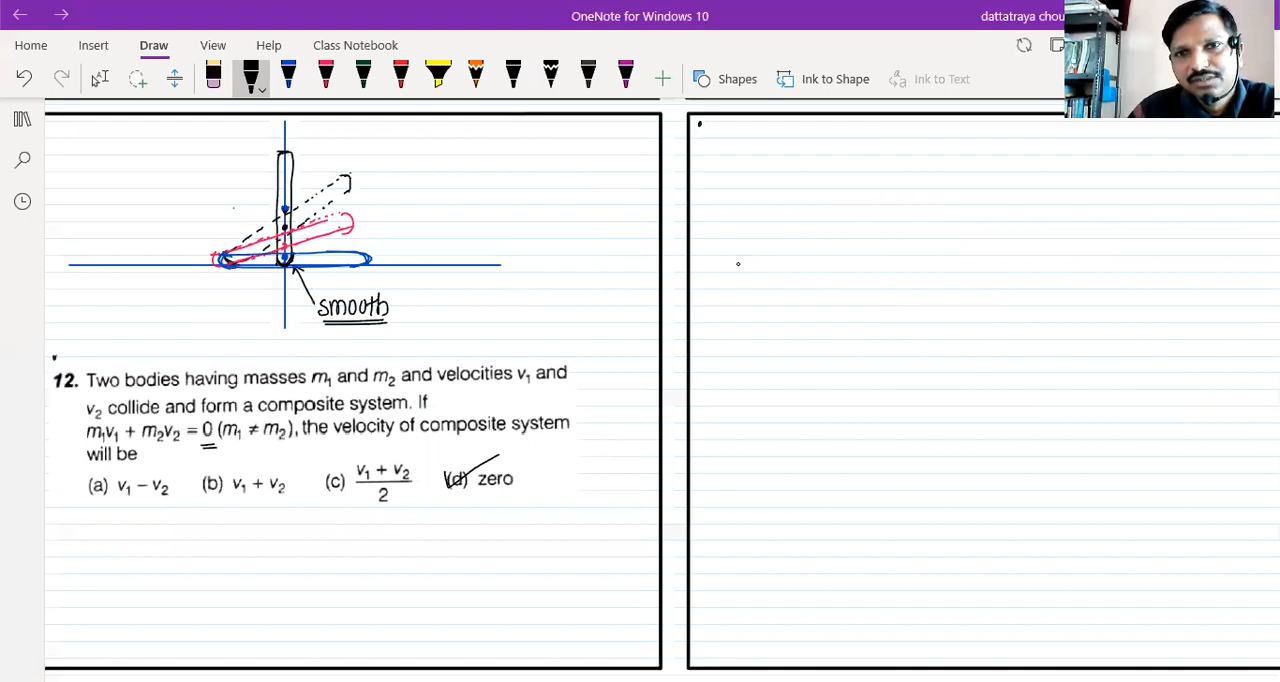 OneNote for Windows 10
dattatraya chou
Home Insert Draw View Help Class Notebook
Shapes Ink to Shape Ink to Text
smooth
12. Two bodies having masses m₁ and m₂ and velocities v₁ and
v₂ collide and form a composite system. If
m₁v₁ + m₂v₂ = 0 (m₁ ≠ m₂), the velocity of composite system
will be
(a) v₁ − v₂ (b) v₁ + v₂ (c) (v₁ + v₂)/2 (d) zero